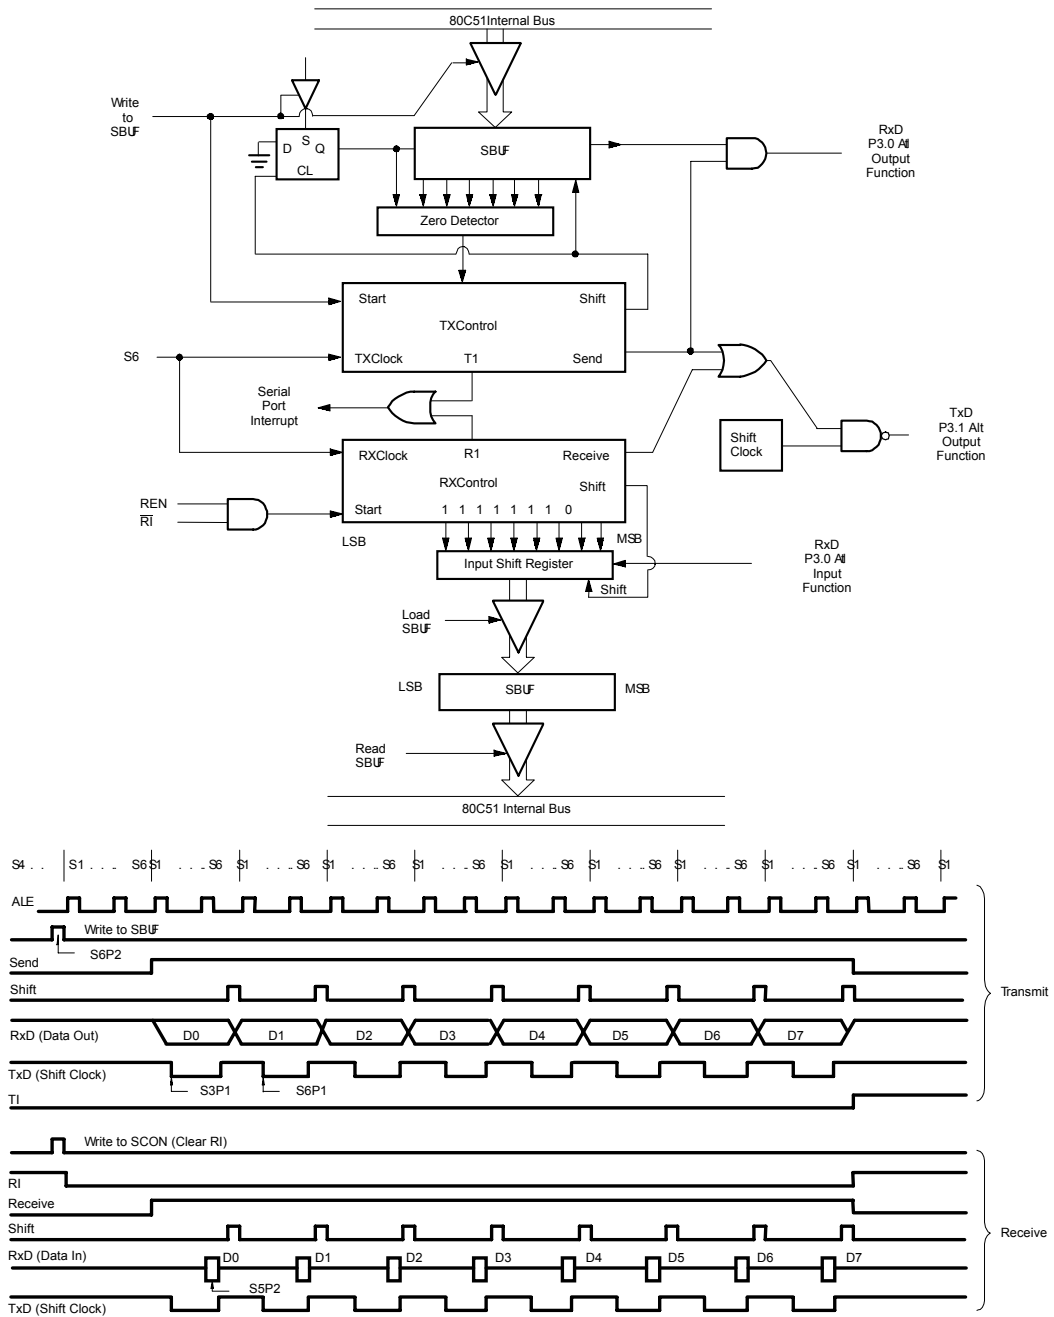 80C51Internal Bus
Write
to
SBUF
D S Q
CL
SBUF
RxD
P3.0 Alt
Output
Function
Zero Detector
Start
Shift
TXControl
S6
TXClock
T1
Send
Serial
Port
Interrupt
TxD
P3.1 Alt
Output
Function
Shift
Clock
RXClock
R1
Receive
RXControl
Shift
REN
RI
Start
1 1 1 1 1 1 1 0
LSB
MSB
Input Shift Register
RxD
P3.0 Alt
Input
Function
Shift
Load
SBUF
LSB
SBUF
MSB
Read
SBUF
80C51 Internal Bus
S4 . . S1 . . . . S6 S1 . . . . S6 S1 . . . . S6 S1 . . . . S6 S1 . . . . S6 S1 . . . . S6 S1 . . . . S6 S1 . . . . S6 S1 . . . . S6 S1 . . . . S6 S1
ALE
Write to SBUF
S6P2
Send
Shift
Transmit
RxD (Data Out) D0 D1 D2 D3 D4 D5 D6 D7
TxD (Shift Clock)
S3P1 S6P1
TI
Write to SCON (Clear RI)
RI
Receive
Shift
Receive
RxD (Data In) D0 D1 D2 D3 D4 D5 D6 D7
S5P2
TxD (Shift Clock)